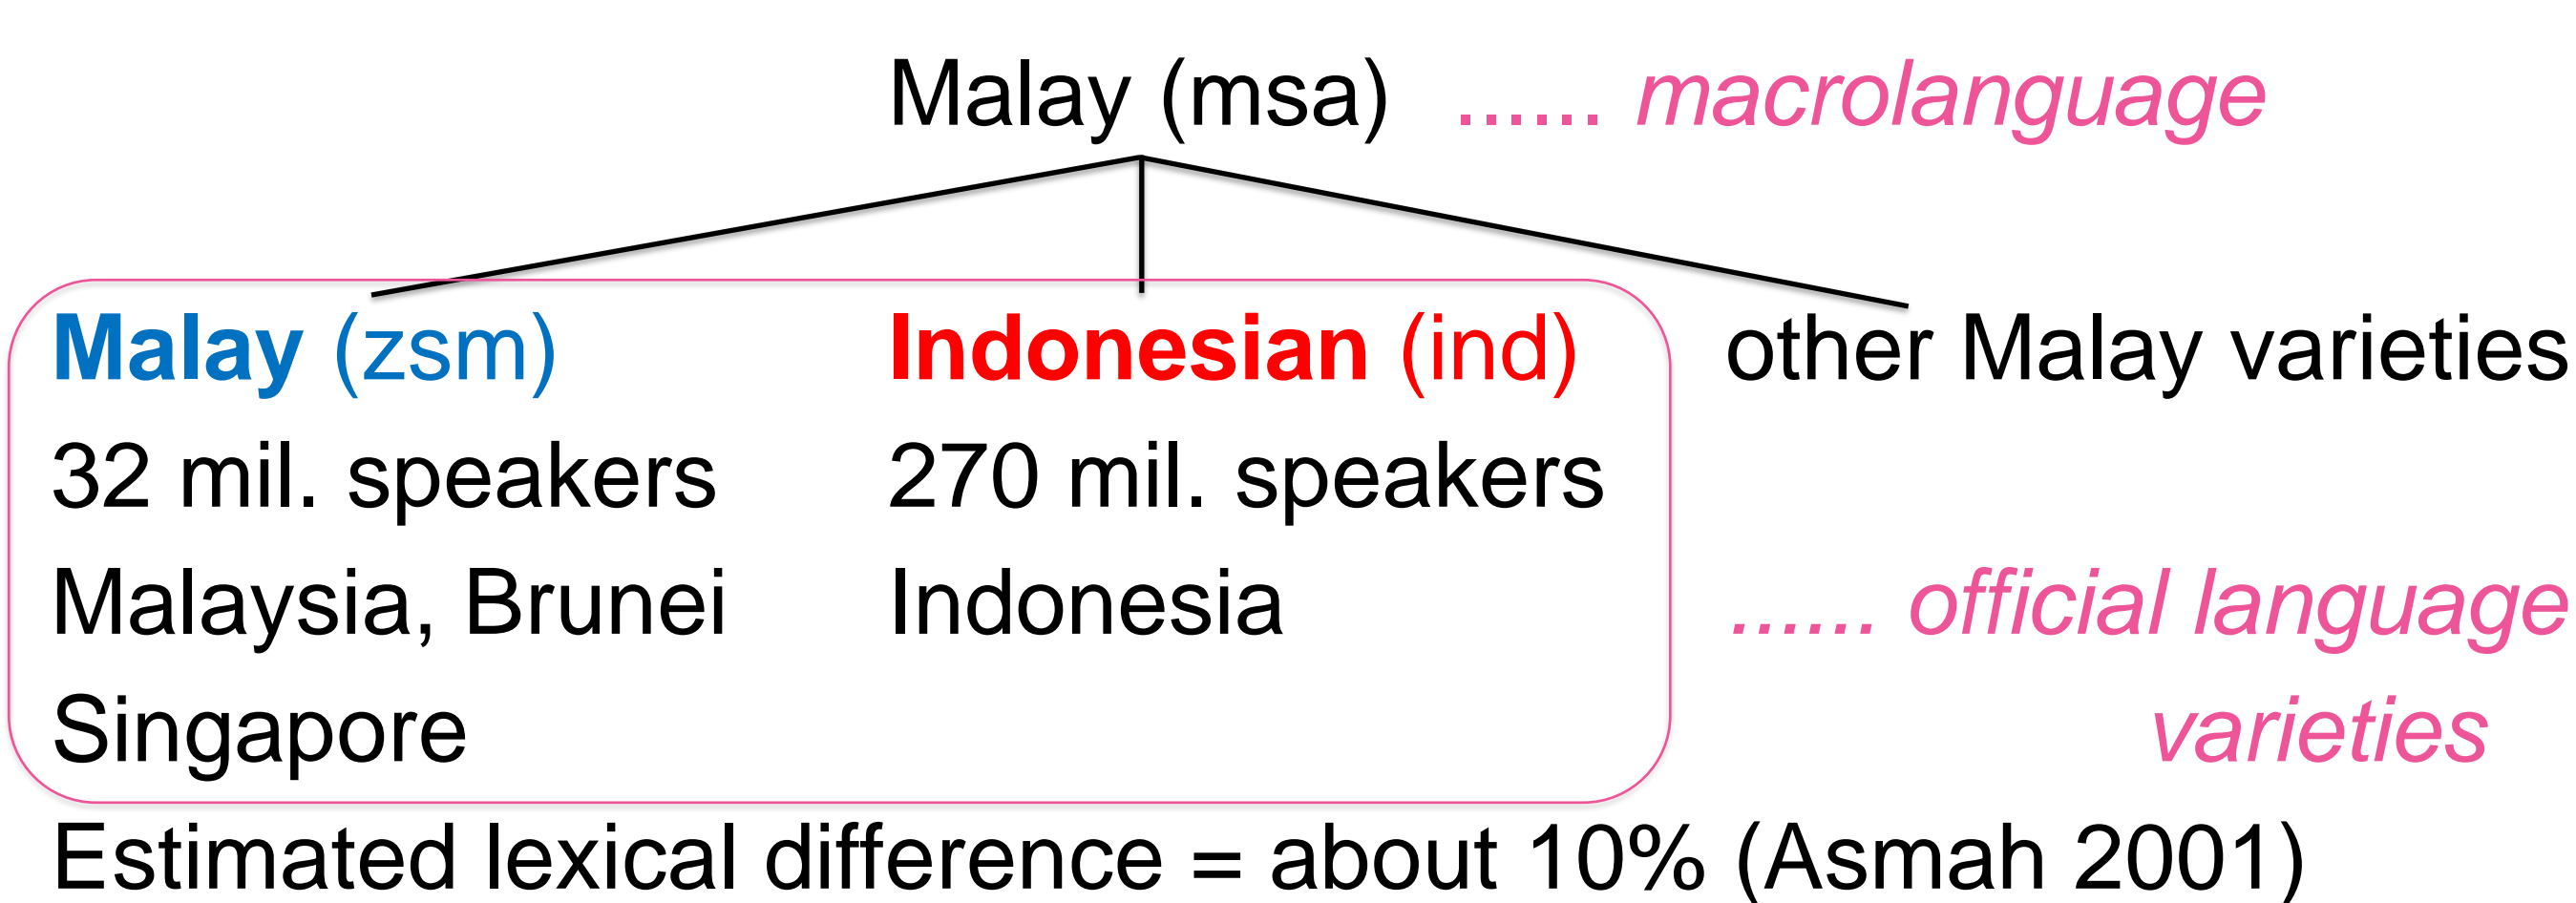 Malay (msa) ...... macrolanguage
Malay (zsm) Indonesian (ind) other Malay varieties
32 mil. speakers 270 mil. speakers
Malaysia, Brunei Indonesia ...... official language
Singapore varieties
Estimated lexical difference = about 10% (Asmah 2001)